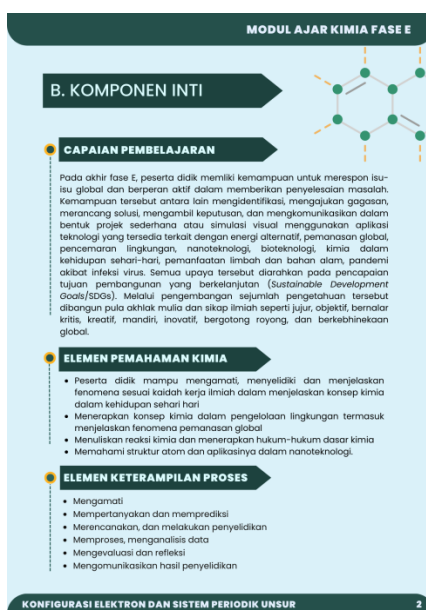 MODUL AJAR KIMIA FASE E
B. KOMPONEN INTI
CAPAIAN PEMBELAJARAN
Pada akhir fase E, peserta didik memliki kemampuan untuk merespon isu-
isu global dan berperan aktif dalam memberikan penyelesaian masalah.
Kemampuan tersebut antara lain mengidentifikasi, mengajukan gagasan,
merancang solusi, mengambil keputusan, dan mengkomunikasikan dalam
bentuk projek sederhana atau simulasi visual menggunakan aplikasi
teknologi yang tersedia terkait dengan energi alternatif, pemanasan global,
pencemaran lingkungan, nanoteknologi, bioteknologi, kimia dalam
kehidupan sehari-hari, pemanfaatan limbah dan bahan alam, pandemi
akibat infeksi virus. Semua upaya tersebut diarahkan pada pencapaian
tujuan pembangunan yang berkelanjutan (Sustainable Development
Goals/SDGs). Melalui pengembangan sejumlah pengetahuan tersebut
dibangun pula akhlak mulia dan sikap ilmiah seperti jujur, objektif, bernalar
kritis, kreatif, mandiri, inovatif, bergotong royong, dan berkebhinekaan
global.
ELEMEN PEMAHAMAN KIMIA
• Peserta didik mampu mengamati, menyelidiki dan menjelaskan
fenomena sesuai kaidah kerja ilmiah dalam menjelaskan konsep kimia
dalam kehidupan sehari hari
• Menerapkan konsep kimia dalam pengelolaan lingkungan termasuk
menjelaskan fenomena pemanasan global
• Menuliskan reaksi kimia dan menerapkan hukum-hukum dasar kimia
• Memahami struktur atom dan aplikasinya dalam nanoteknologi.
ELEMEN KETERAMPILAN PROSES
• Mengamati
• Mempertanyakan dan memprediksi
• Merencanakan, dan melakukan penyelidikan
• Memproses, menganalisis data
• Mengevaluasi dan refleksi
• Mengomunikasikan hasil penyelidikan
KONFIGURASI ELEKTRON DAN SISTEM PERIODIK UNSUR 2